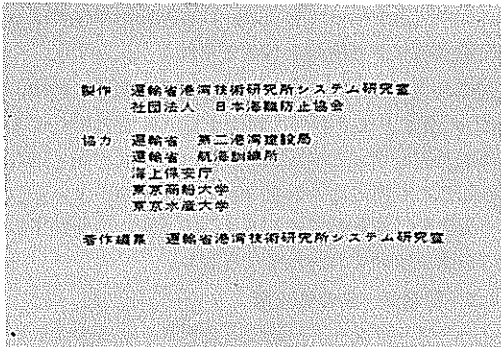 製作 運輸省港湾技術研究所システム研究室
社団法人 日本海難防止協会
協力 運輸省 第二港湾建設局
運輸省 航海訓練所
海上保安庁
東京商船大学
東京水産大学
著作編集 運輸省港湾技術研究所システム研究室